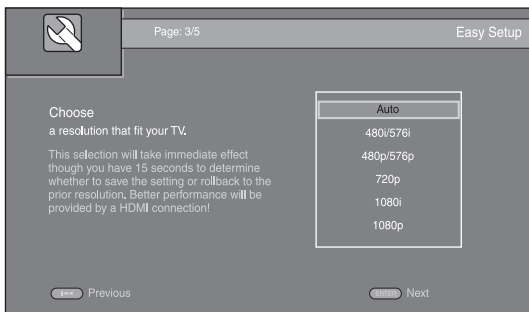 Page: 3/5
Easy Setup
Choose
a resolution that fit your TV.
This selection will take immediate effect
though you have 15 seconds to determine
whether to save the setting or rollback to the
prior resolution. Better performance will be
provided by a HDMI connection!
Auto
480i/576i
480p/576p
720p
1080i
1080p
Previous
ENTER Next